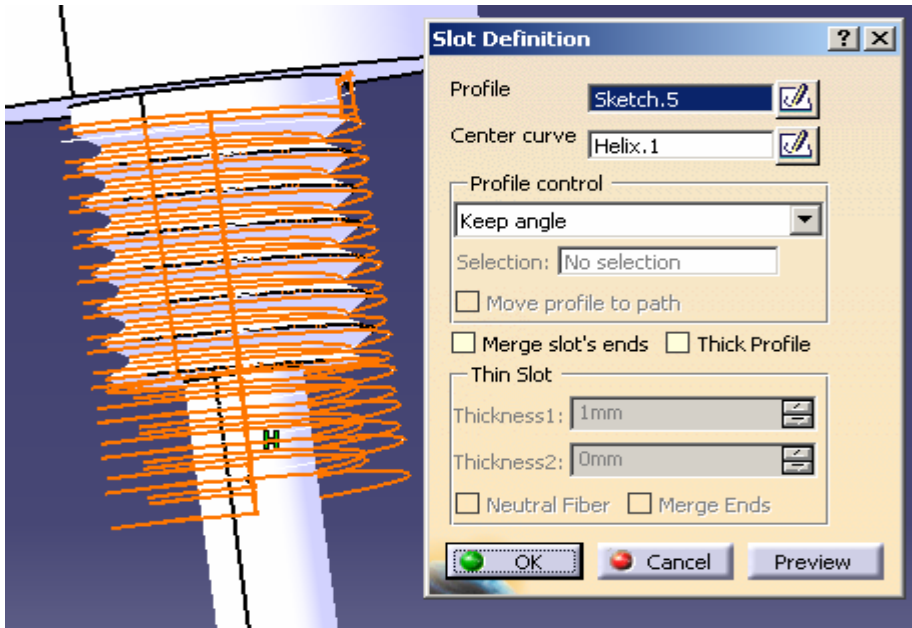 Slot Definition
Profile Sketch.5
Center curve Helix.1
Profile control
Keep angle
Selection: No selection
Move profile to path
Merge slot's ends Thick Profile
Thin Slot
Thickness1: 1mm
Thickness2: 0mm
Neutral Fiber Merge Ends
H
OK Cancel Preview